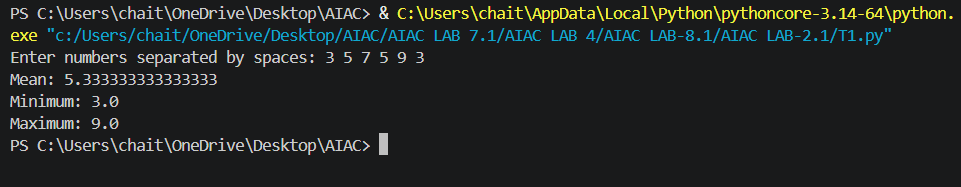 PS C:\Users\chait\OneDrive\Desktop\AIAC> & C:\Users\chait\AppData\Local\Python\pythoncore-3.14-64\python.
exe "c:/Users/chait/OneDrive/Desktop/AIAC/AIAC LAB 7.1/AIAC LAB 4/AIAC LAB-8.1/AIAC LAB-2.1/T1.py"
Enter numbers separated by spaces: 3 5 7 5 9 3
Mean: 5.333333333333333
Minimum: 3.0
Maximum: 9.0
PS C:\Users\chait\OneDrive\Desktop\AIAC>